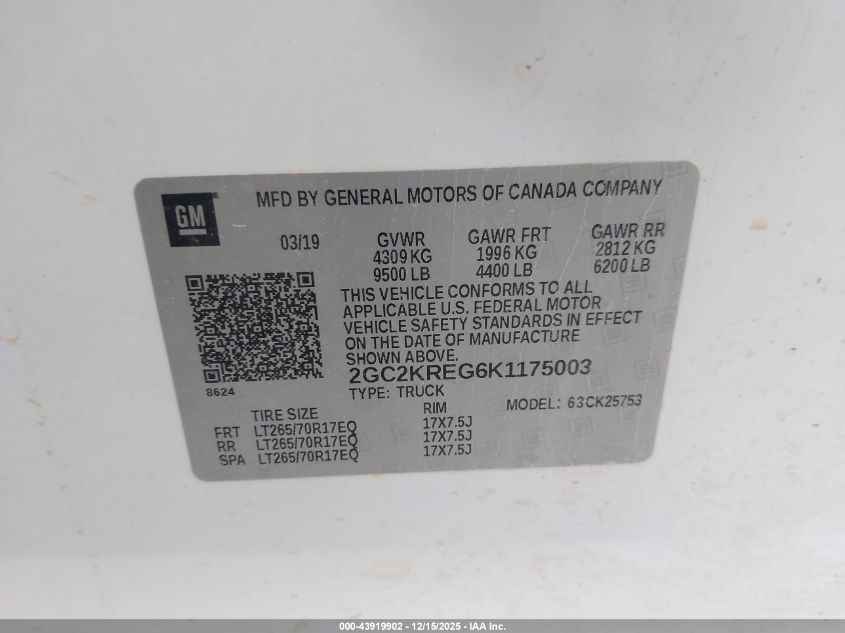 GM
MFD BY GENERAL MOTORS OF CANADA COMPANY
03/19 GVWR GAWR FRT GAWR RR
4309 KG 1996 KG 2812 KG
9500 LB 4400 LB 6200 LB
THIS VEHICLE CONFORMS TO ALL
APPLICABLE U.S. FEDERAL MOTOR
VEHICLE SAFETY STANDARDS IN EFFECT
ON THE DATE OF MANUFACTURE
SHOWN ABOVE.
2GC2KREG6K1175003
8624 TYPE: TRUCK MODEL: 63CK25753
TIRE SIZE RIM
FRT LT265/70R17EQ 17X7.5J
RR LT265/70R17EQ 17X7.5J
SPA LT265/70R17EQ 17X7.5J
000-43919902 - 12/15/2025 - IAA Inc.